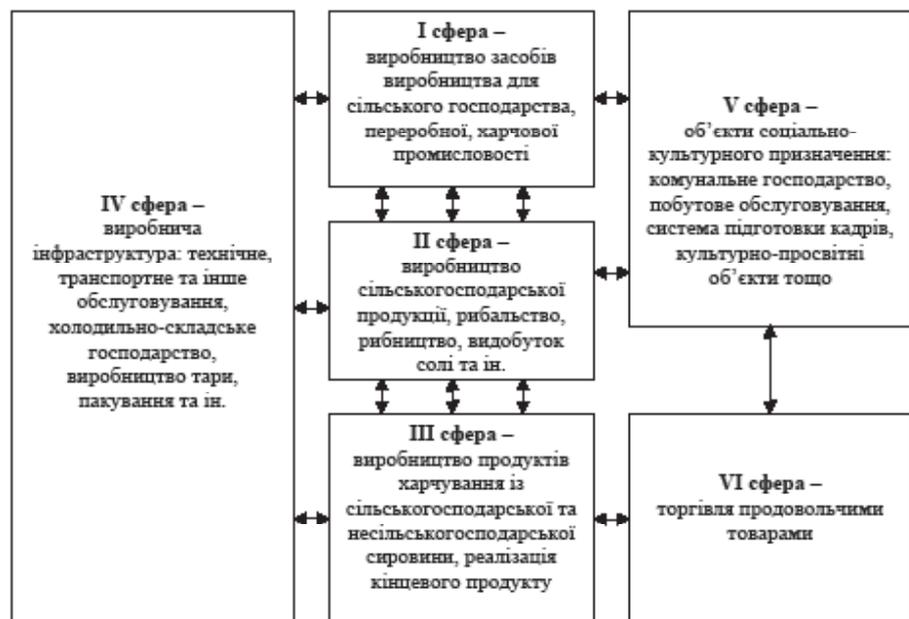 I сфера –
виробництво засобів
виробництва для
сільського господарства,
переробної, харчової
промисловості
IV сфера –
виробнича
інфраструктура: технічне,
транспортне та інше
обслуговування,
холодильно-складське
господарство,
виробництво тари,
пакування та ін.
II сфера –
виробництво
сільськогосподарської
продукції, рибальство,
рибництво, видобуток
солі та ін.
III сфера –
виробництво продуктів
харчування із
сільськогосподарської та
несільськогосподарської
сировини, реалізація
кінцевого продукту
V сфера –
об’єкти соціально-
культурного призначення:
комунальне господарство,
побутове обслуговування,
система підготовки кадрів,
культурно-просвітні
об’єкти тощо
VI сфера –
торгівля продовольчими
товарами